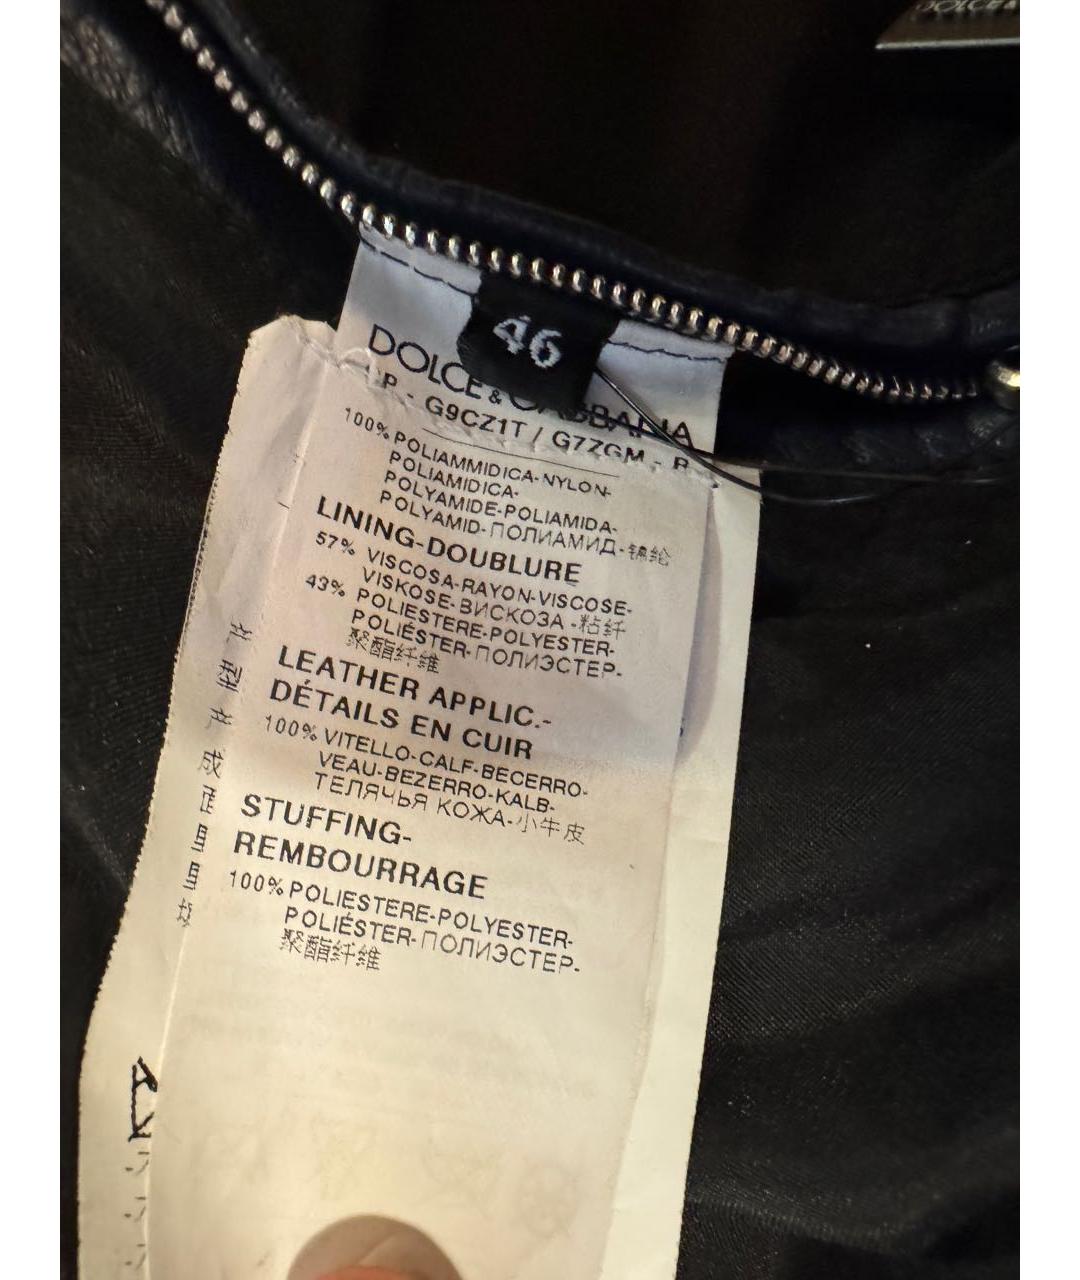 DOLCE &
46
DOLCE & GABBANA
P - G9CZ1T / G7ZGM - R
100% POLIAMMIDICA-NYLON-
POLIAMIDICA-
POLYAMIDE-POLIAMIDA-
POLYAMID-ПОЛИАМИД-锦纶
LINING-DOUBLURE
57% VISCOSA-RAYON-VISCOSE-
VISKOSE-ВИСКОЗА-粘纤
43% POLIESTERE-POLYESTER-
POLIÉSTER-ПОЛИЭСТЕР-
聚酯纤维
LEATHER APPLIC.-
DÉTAILS EN CUIR
100% VITELLO-CALF-BECERRO-
VEAU-BEZERRO-KALB-
ТЕЛЯЧЬЯ КОЖА-小牛皮
STUFFING-
REMBOURRAGE
100% POLIESTERE-POLYESTER-
POLIÉSTER-ПОЛИЭСТЕР-
聚酯纤维